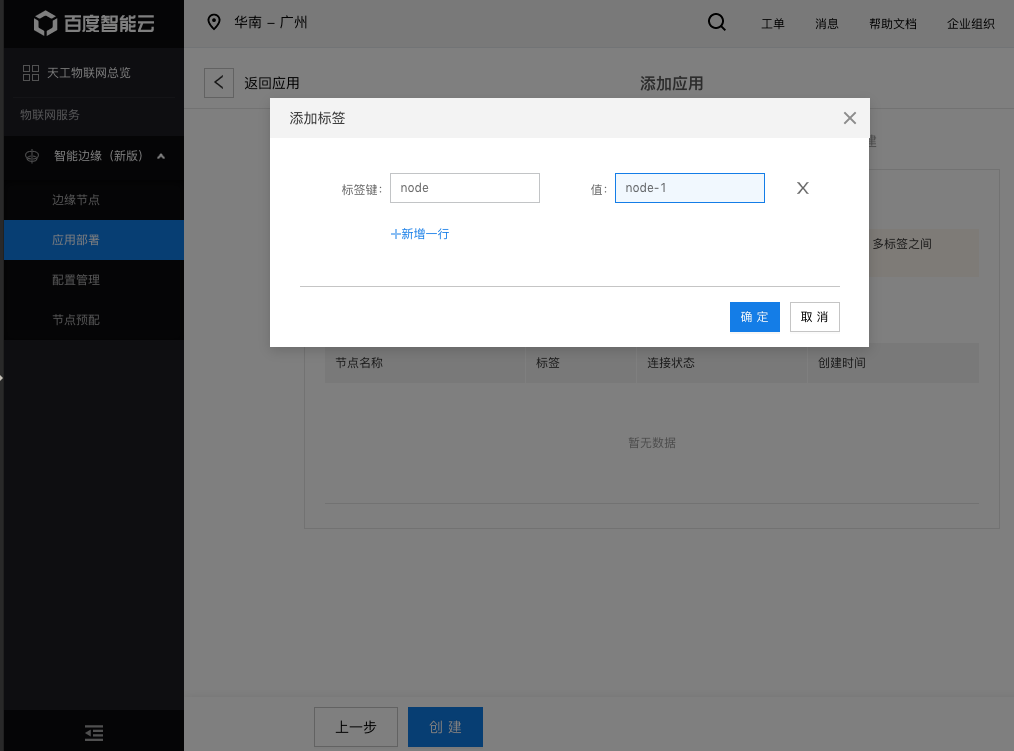 百度智能云
华南 – 广州
工单
消息
帮助文档
企业组织
天工物联网总览
物联网服务
智能边缘（新版）
边缘节点
应用部署
配置管理
节点预配
返回应用
添加应用
添加标签
标签键：
node
值：
node-1
X
+新增一行
确 定
取 消
建
多标签之间
节点名称
标签
连接状态
创建时间
暂无数据
上一步
创 建